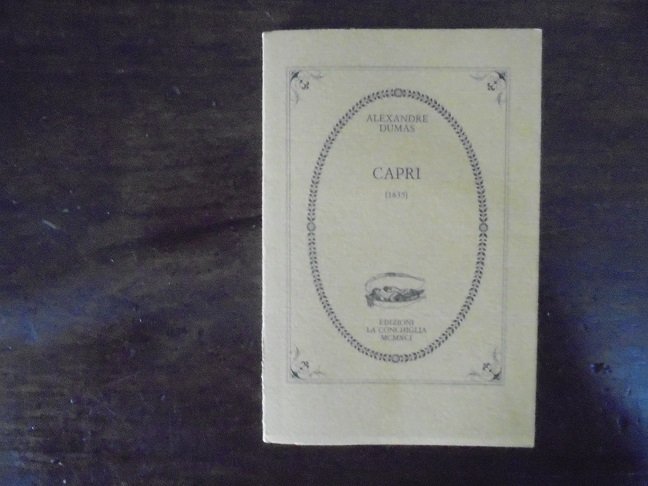 ALEXANDRE
DUMAS
CAPRI
(1835)
EDIZIONI
LA CONCHIGLIA
MCMXCI